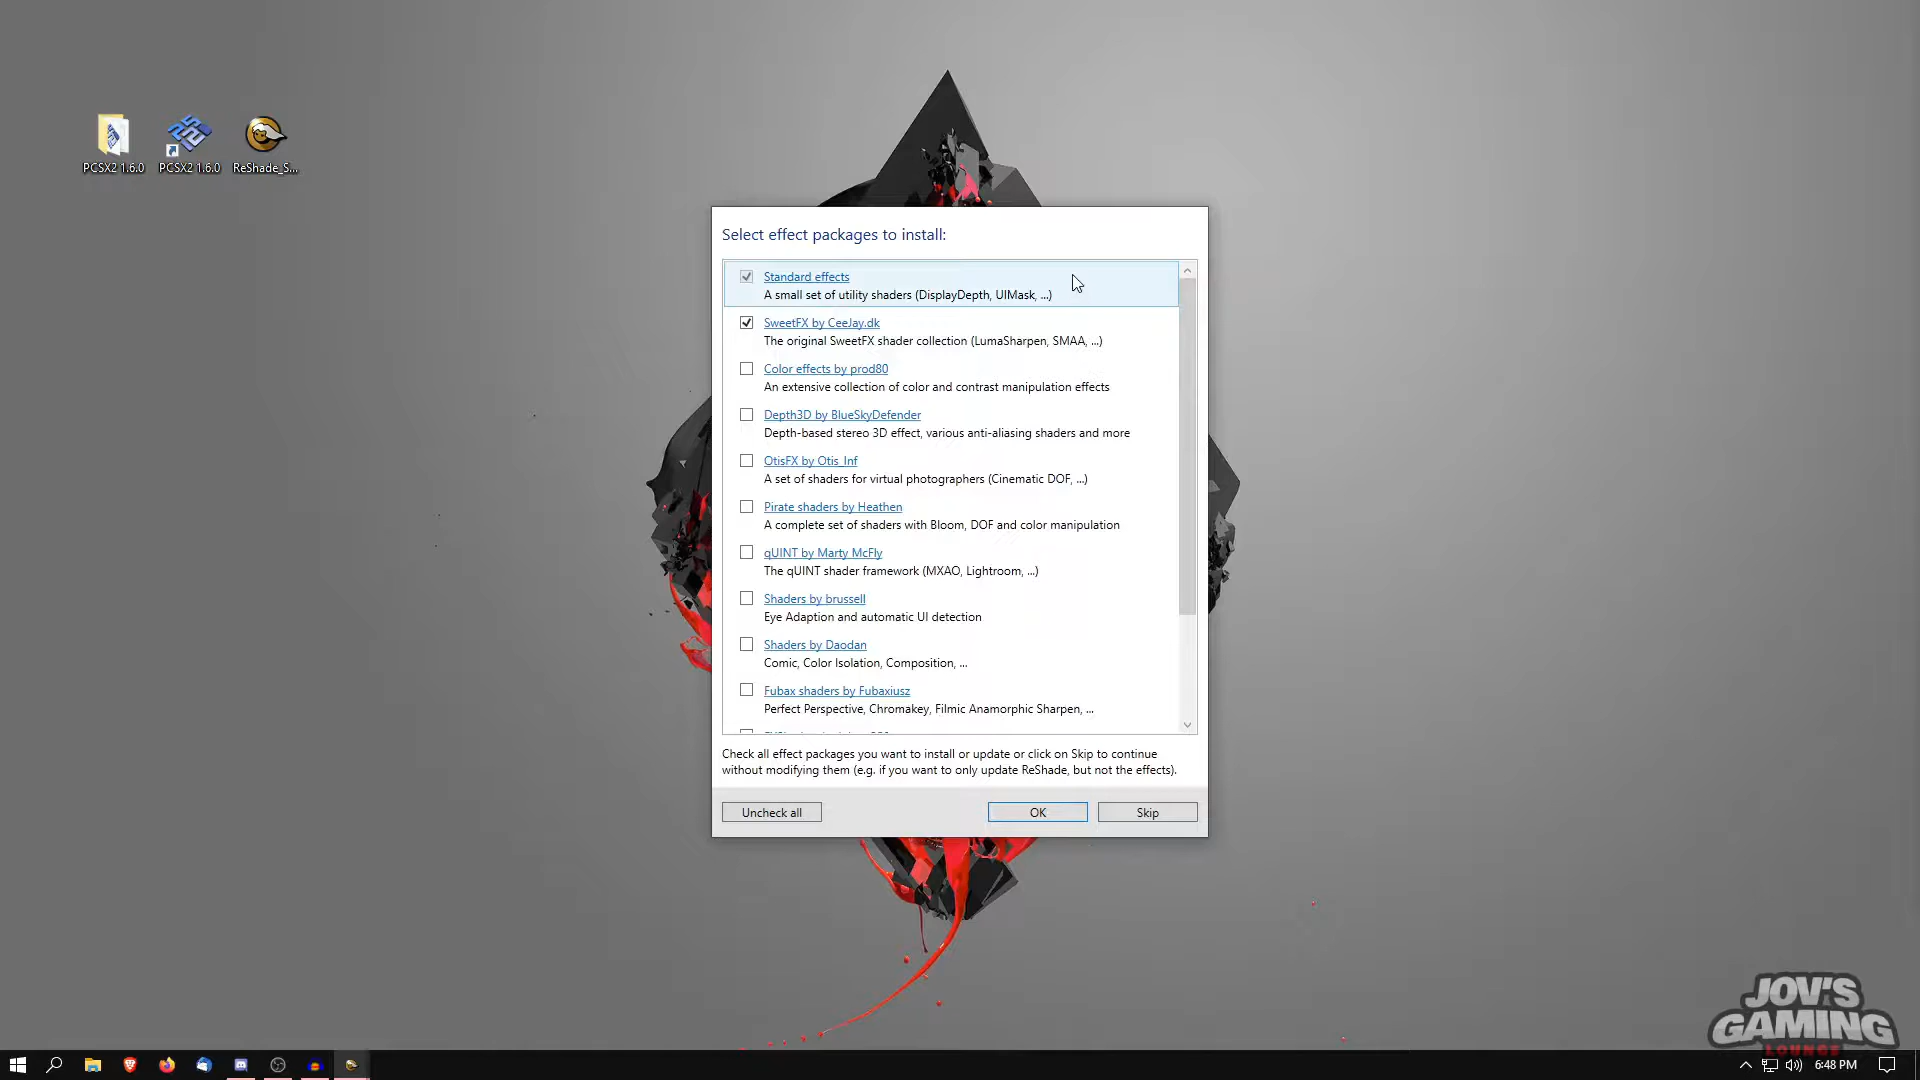 PCSX2 1.6.0
PCSX2 1.6.0
ReShade_S...
Select effect packages to install:
Standard effects
A small set of utility shaders (DisplayDepth, UIMask, ...)
SweetFX by CeeJay.dk
The original SweetFX shader collection (LumaSharpen, SMAA, ...)
Color effects by prod80
An extensive collection of color and contrast manipulation effects
Depth3D by BlueSkyDefender
Depth-based stereo 3D effect, various anti-aliasing shaders and more
OtisFX by Otis_Inf
A set of shaders for virtual photographers (Cinematic DOF, ...)
Pirate shaders by Heathen
A complete set of shaders with Bloom, DOF and color manipulation
qUINT by Marty McFly
The qUINT shader framework (MXAO, Lightroom, ...)
Shaders by brussell
Eye Adaption and automatic UI detection
Shaders by Daodan
Comic, Color Isolation, Composition, ...
Fubax shaders by Fubaxiusz
Perfect Perspective, Chromakey, Filmic Anamorphic Sharpen, ...
Check all effect packages you want to install or update or click on Skip to continue
without modifying them (e.g. if you want to only update ReShade, but not the effects).
Uncheck all
OK
Skip
JOV'S
GAMING
LOUNGE
6:48 PM